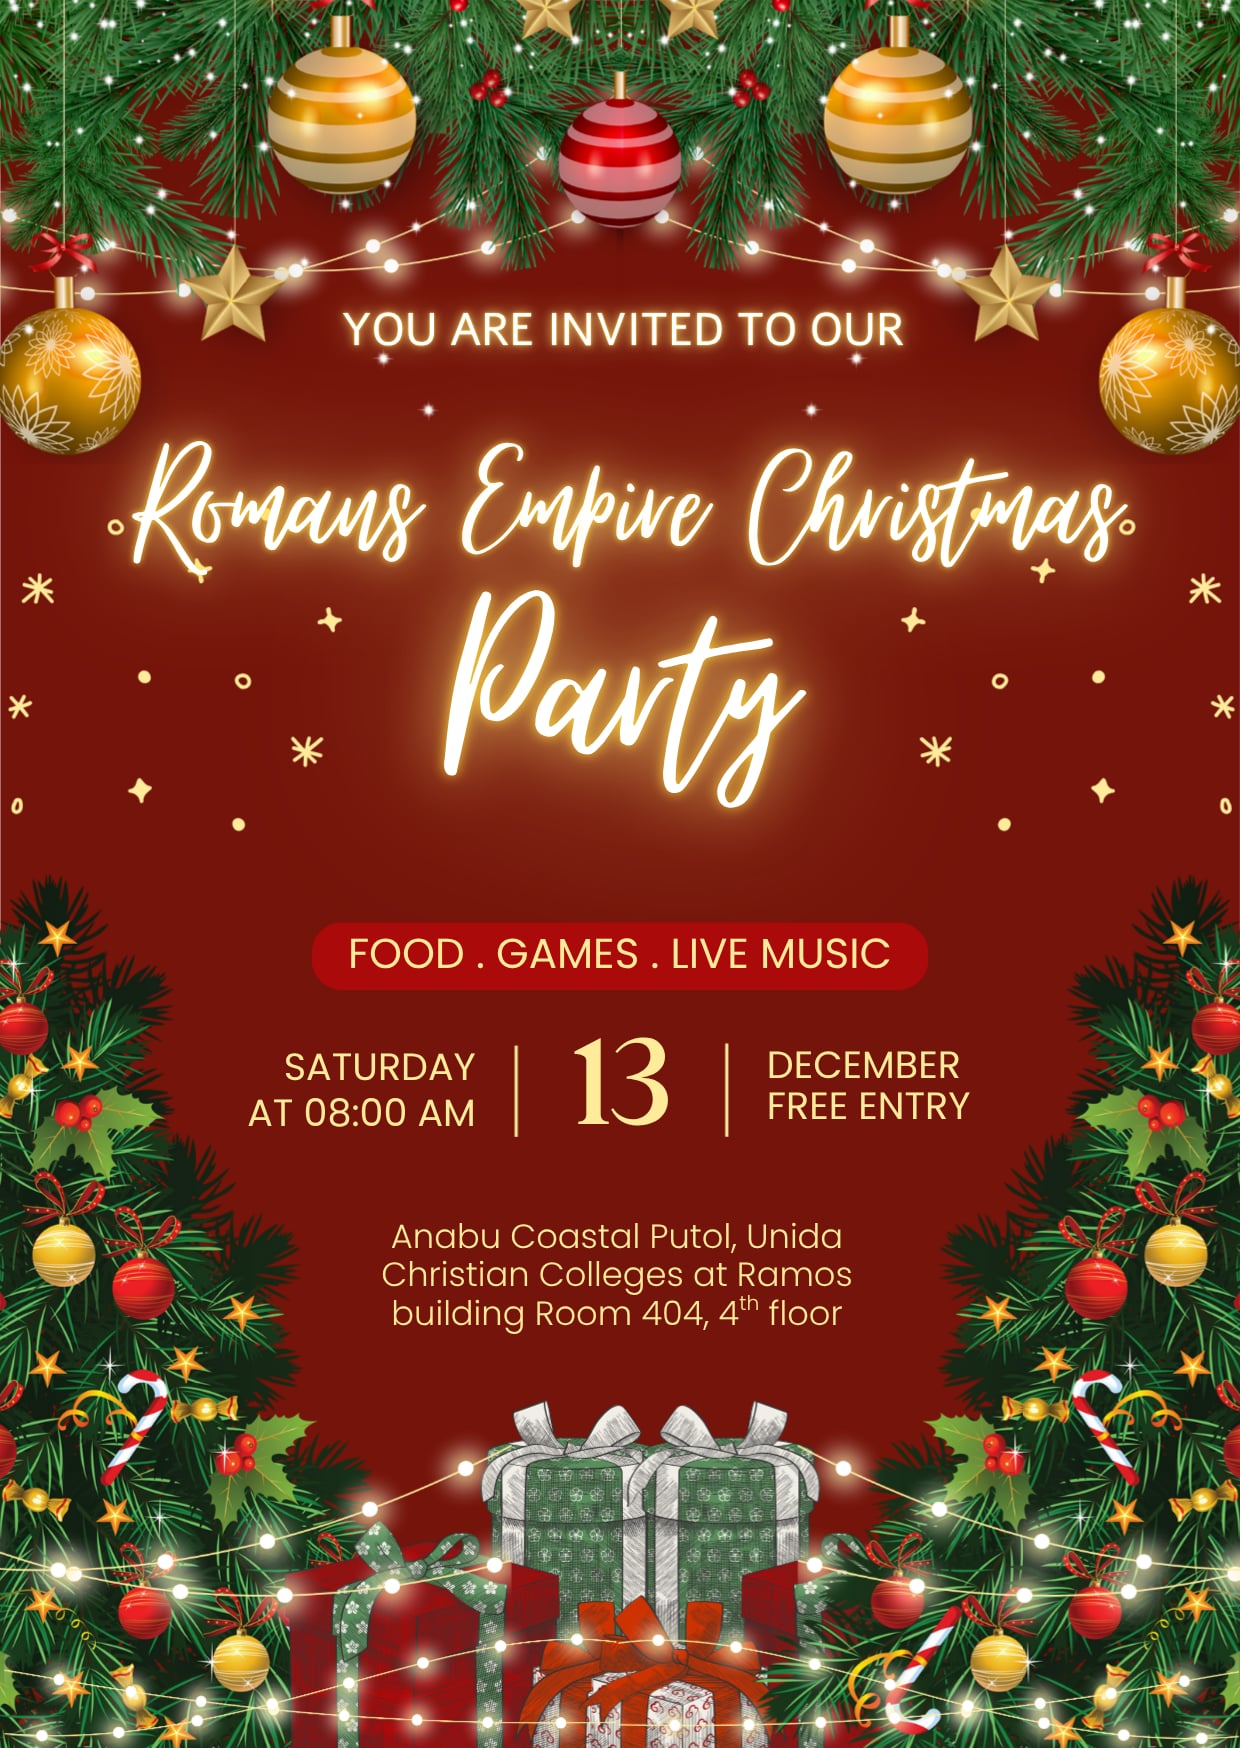 YOU ARE INVITED TO OUR
Romans Empire Christmas
Party
FOOD . GAMES . LIVE MUSIC
SATURDAY
AT 08:00 AM
13
DECEMBER
FREE ENTRY
Anabu Coastal Putol, Unida
Christian Colleges at Ramos
building Room 404, 4th floor